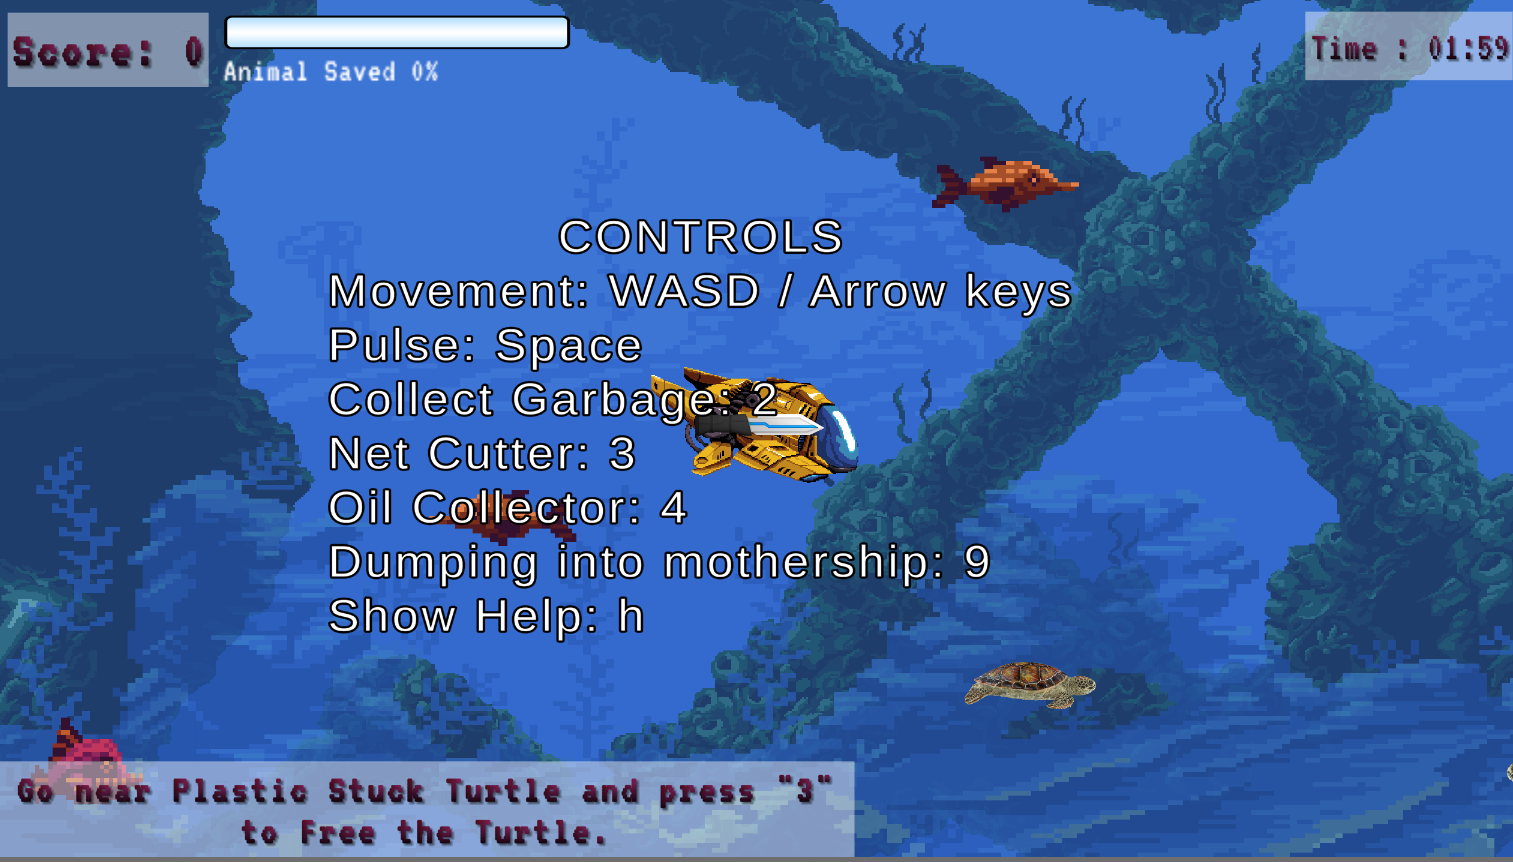 Score: 0
Animal Saved 0%
Time : 01:59
CONTROLS
Movement: WASD / Arrow keys
Pulse: Space
Collect Garbage: 2
Net Cutter: 3
Oil Collector: 4
Dumping into mothership: 9
Show Help: h
Go near Plastic Stuck Turtle and press "3"
to Free the Turtle.